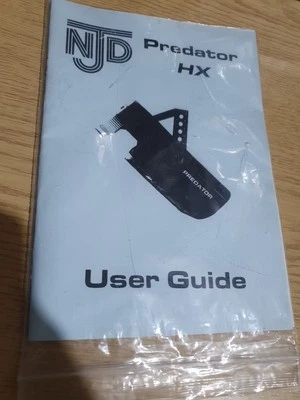 NJD Predator
HX
PREDATOR
User Guide